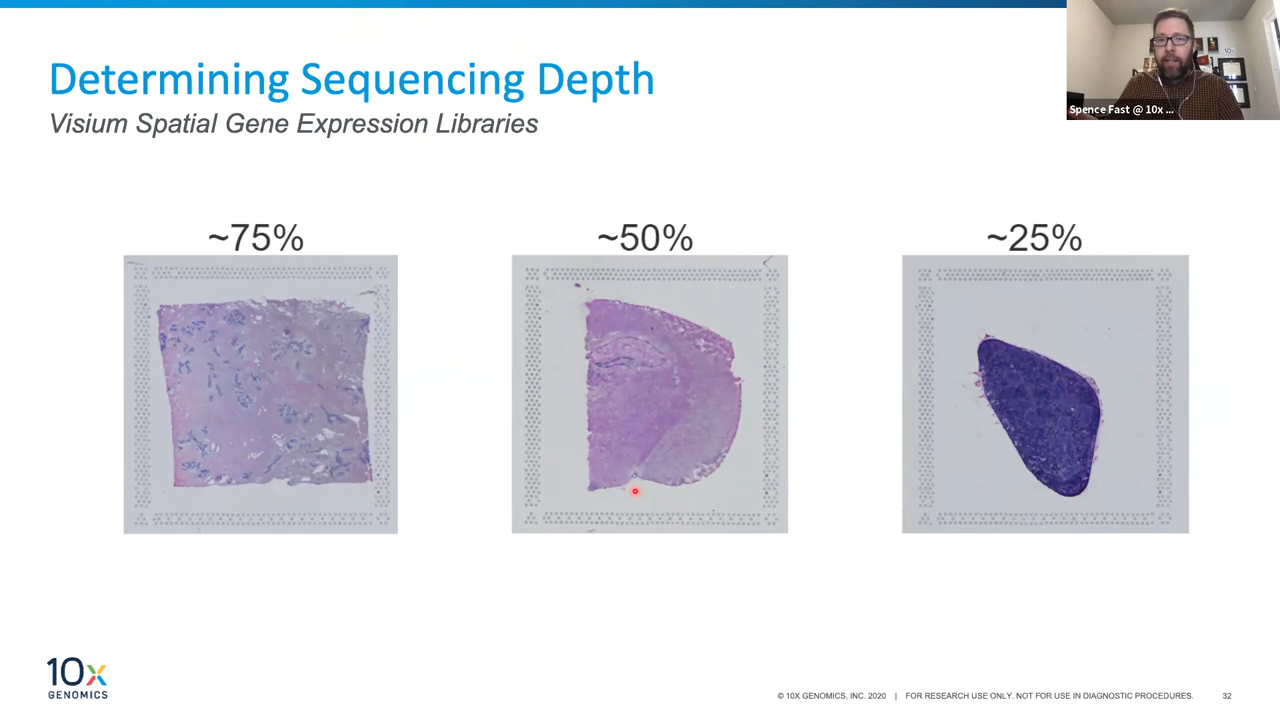 Determining Sequencing Depth
Visium Spatial Gene Expression Libraries
Spence Fast @ 10x ...
~75%
~50%
~25%
10x
GENOMICS
© 10X GENOMICS, INC. 2020 | FOR RESEARCH USE ONLY. NOT FOR USE IN DIAGNOSTIC PROCEDURES. 32